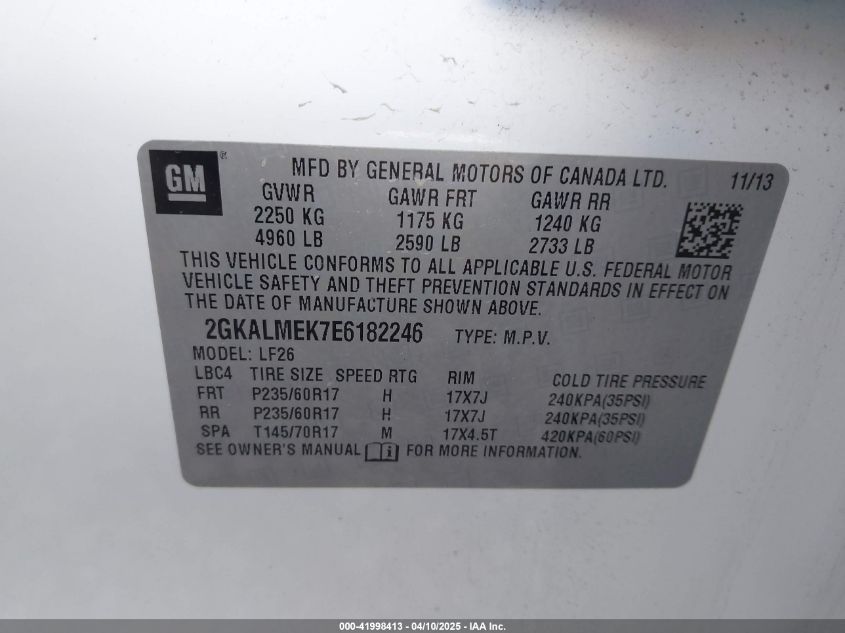 GM® MFD BY GENERAL MOTORS OF CANADA LTD. 11/13
GVWR GAWR FRT GAWR RR
2250 KG 1175 KG 1240 KG
4960 LB 2590 LB 2733 LB
THIS VEHICLE CONFORMS TO ALL APPLICABLE U.S. FEDERAL MOTOR
VEHICLE SAFETY AND THEFT PREVENTION STANDARDS IN EFFECT ON
THE DATE OF MANUFACTURE SHOWN ABOVE.
2GKALMEK7E6182246 TYPE: M.P.V.
MODEL: LF26
LBC4 TIRE SIZE SPEED RTG RIM COLD TIRE PRESSURE
FRT P235/60R17 H 17X7J 240KPA(35PSI)
RR P235/60R17 H 17X7J 240KPA(35PSI)
SPA T145/70R17 M 17X4.5T 420KPA(60PSI)
SEE OWNER'S MANUAL FOR MORE INFORMATION.
000-41998413 - 04/10/2025 - IAA Inc.